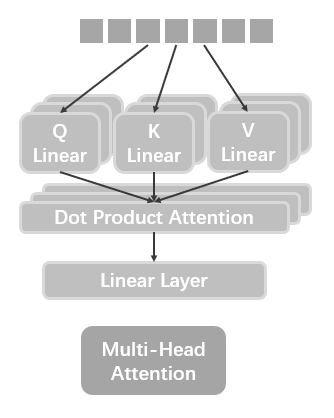 Q
Linear
K
Linear
V
Linear
Dot Product Attention
Linear Layer
Multi-Head
Attention